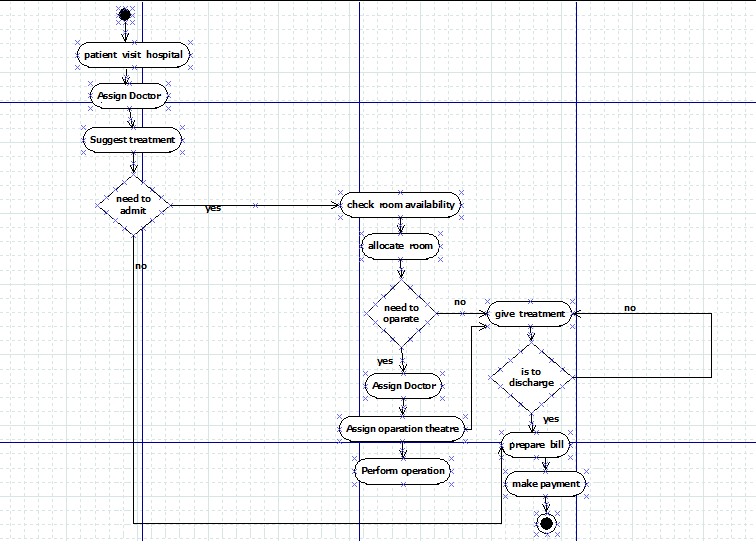 patient visit hospital
Assign Doctor
Suggest treatment
need to
admit
yes
check room availability
allocate room
no
need to
oparate
no
give treatment
no
yes
is to
discharge
Assign Doctor
yes
Assign oparation theatre
prepare bill
Perform operation
make payment